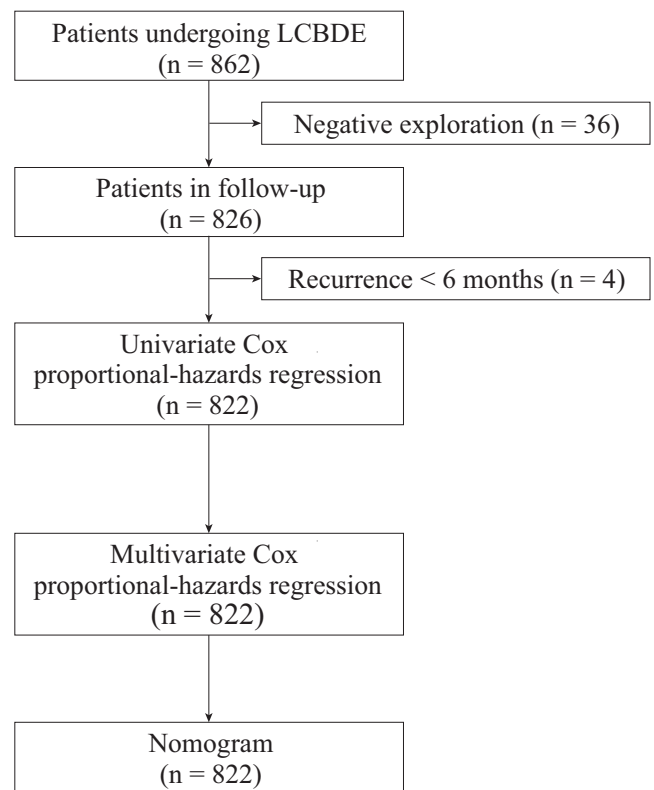 Patients undergoing LCBDE
(n = 862)
Negative exploration (n = 36)
Patients in follow-up
(n = 826)
Recurrence < 6 months (n = 4)
Univariate Cox
proportional-hazards regression
(n = 822)
Multivariate Cox
proportional-hazards regression
(n = 822)
Nomogram
(n = 822)